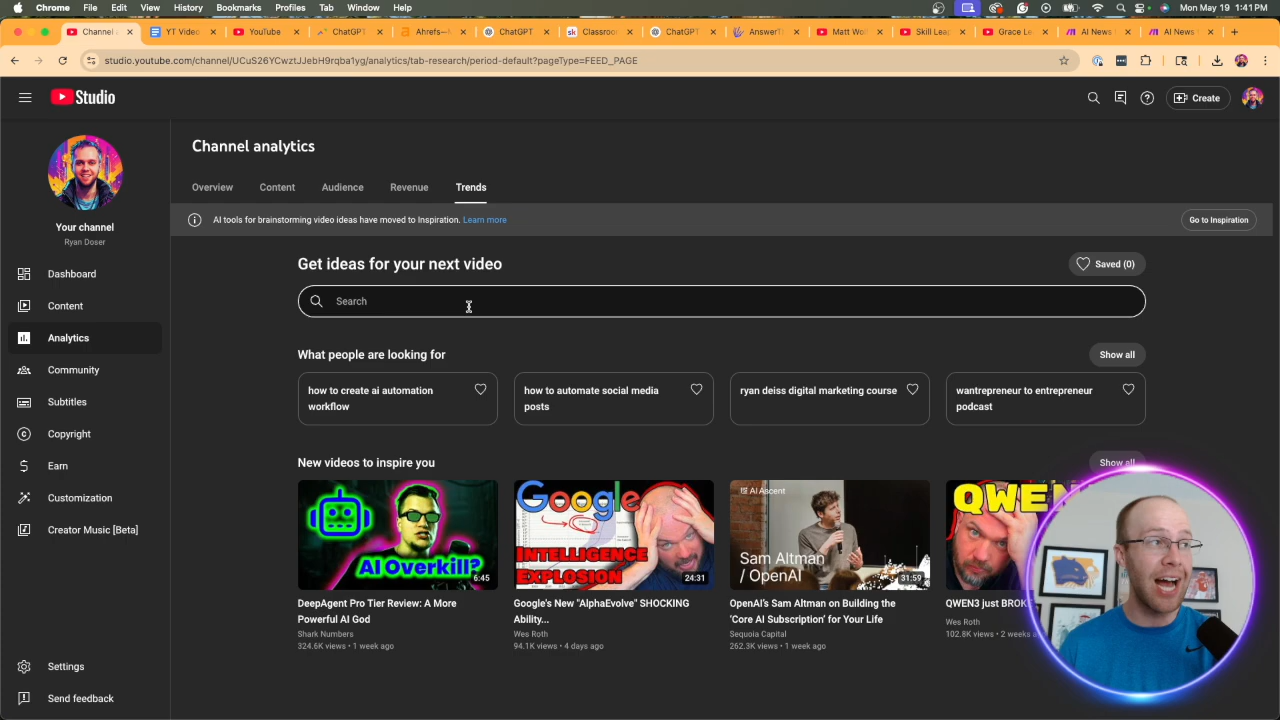 Chrome File Edit View History Bookmarks Profiles Tab Window Help
Mon May 19 1:41 PM
Channel a
YT Video
YouTube
ChatGPT
Ahrefs—
ChatGPT
Classroo
ChatGPT
AnswerT
Matt Wo
Skill Lea
Grace Le
AI News
AI News
studio.youtube.com/channel/UCuS26YCwztJJebH9rqba1yg/analytics/tab-research/period-default?pageType=FEED_PAGE
Studio
Create
Channel analytics
Your channel
Ryan Doser
Dashboard
Content
Analytics
Community
Subtitles
Copyright
Earn
Customization
Creator Music [Beta]
Settings
Send feedback
Overview Content Audience Revenue Trends
AI tools for brainstorming video ideas have moved to Inspiration. Learn more
Go to Inspiration
Get ideas for your next video
Saved (0)
Search
What people are looking for
Show all
how to create ai automation
workflow
how to automate social media
posts
ryan deiss digital marketing course
wantrepreneur to entrepreneur
podcast
New videos to inspire you
Show all
AI Overkill?
6:45
DeepAgent Pro Tier Review: A More
Powerful AI God
Shark Numbers
324.6K views • 1 week ago
Google
INTELLIGENCE
EXPLOSION
24:31
Google's New "AlphaEvolve" SHOCKING
Ability...
Wes Roth
94.1K views • 4 days ago
AI Ascent
Sam Altman
/ OpenAI
31:59
OpenAI's Sam Altman on Building the
'Core AI Subscription' for Your Life
Sequoia Capital
262.3K views • 1 week ago
QWEN
QWEN3 just BROK
Wes Roth
102.8K views • 2 weeks